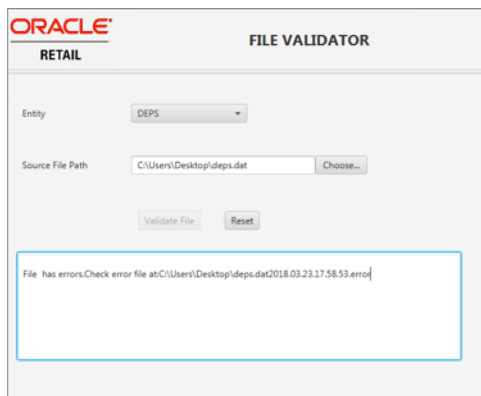 ORACLE
RETAIL
FILE VALIDATOR
Entity
DEPS
Source File Path
C:\Users\Desktop\deps.dat
Choose...
Validate File
Reset
File has errors.Check error file at:C:\Users\Desktop\deps.dat2018.03.23.17.58.53.error